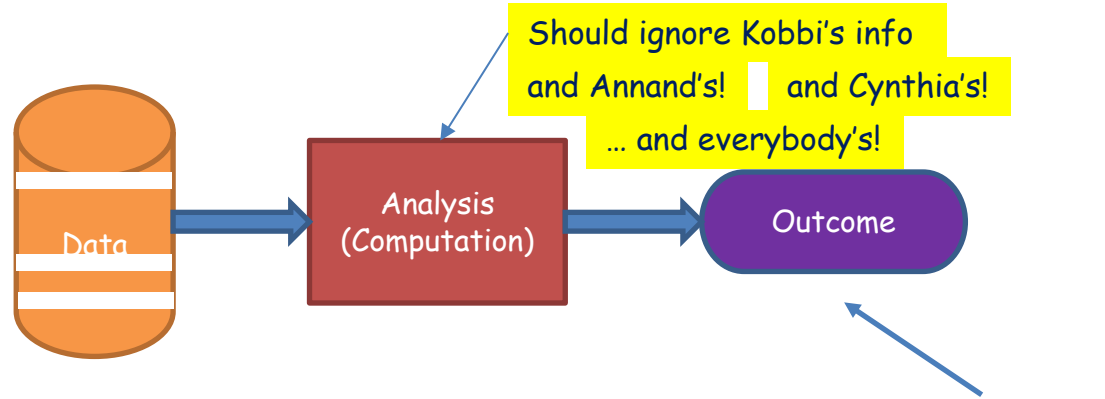 Should ignore Kobbi's info
and Annand's! and Cynthia's!
… and everybody's!
Analysis
(Computation)
Outcome
Data